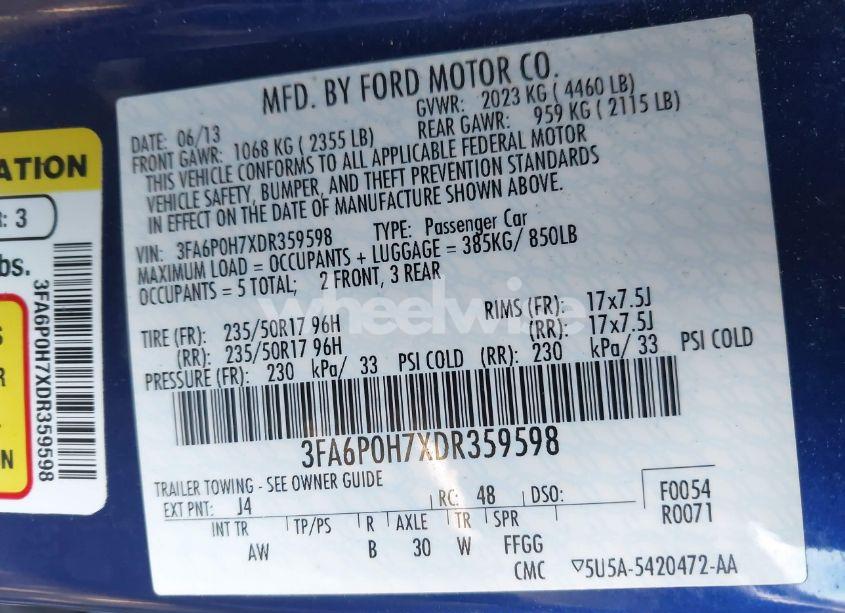 MFD. BY FORD MOTOR CO.
DATE: 06/13 GVWR: 2023 KG ( 4460 LB)
FRONT GAWR: 1068 KG ( 2355 LB) REAR GAWR: 959 KG ( 2115 LB)
THIS VEHICLE CONFORMS TO ALL APPLICABLE FEDERAL MOTOR
VEHICLE SAFETY, BUMPER, AND THEFT PREVENTION STANDARDS
IN EFFECT ON THE DATE OF MANUFACTURE SHOWN ABOVE.
VIN: 3FA6P0H7XDR359598 TYPE: Passenger Car
MAXIMUM LOAD = OCCUPANTS + LUGGAGE = 385KG/ 850LB
OCCUPANTS = 5 TOTAL; 2 FRONT, 3 REAR
wheelwise
TIRE (FR): 235/50R17 96H RIMS (FR): 17x7.5J
(RR): 235/50R17 96H (RR): 17x7.5J
PRESSURE (FR): 230 kPa/ 33 PSI COLD (RR): 230 kPa/ 33 PSI COLD
3FA6P0H7XDR359598
TRAILER TOWING - SEE OWNER GUIDE
EXT PNT: J4 RC: 48 DSO: F0054
R0071
INT TR TP/PS R AXLE TR SPR
AW B 30 W FFGG
CMC ▽5U5A-5420472-AA
ATION
R: 3
bs.
3FA6P0H7XDR359598
S
R
N